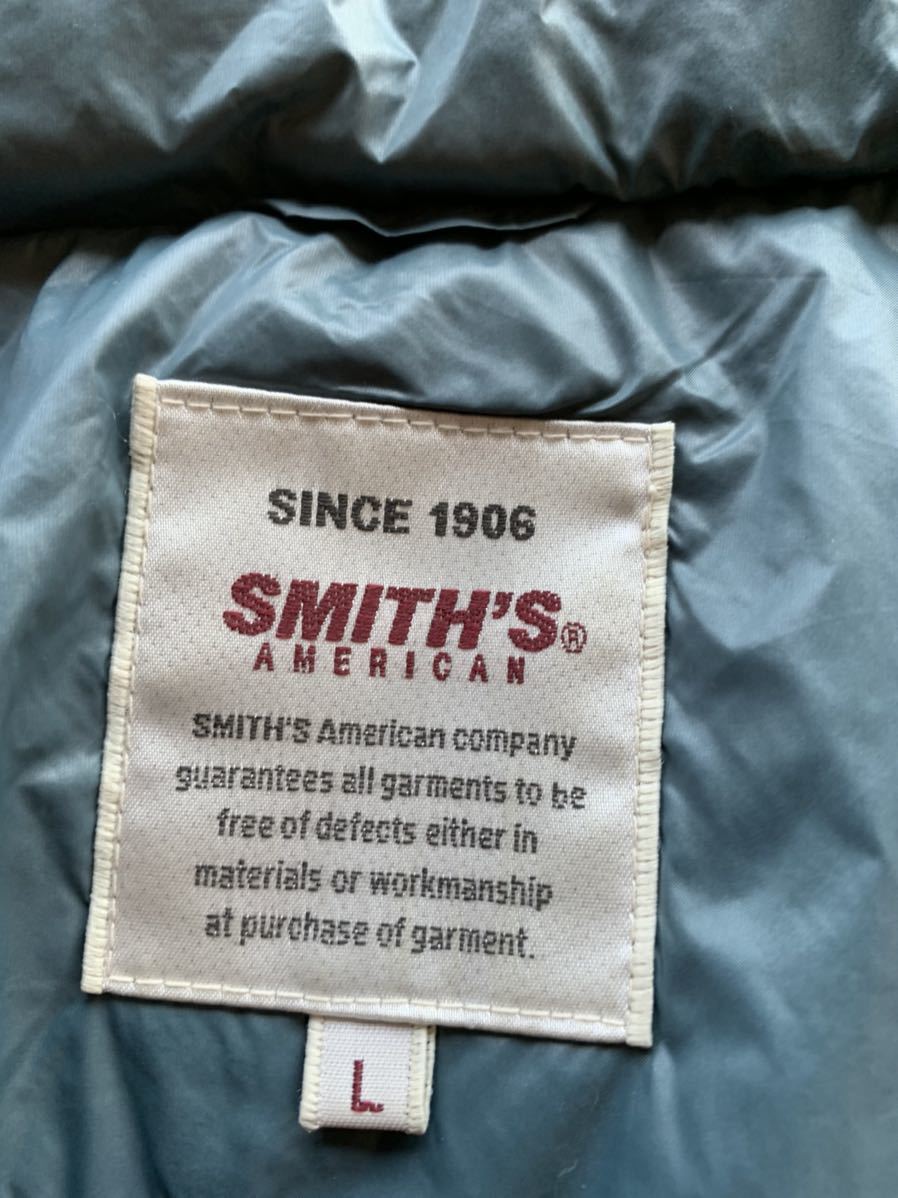 SINCE 1906
SMITH'S®
AMERICAN
SMITH'S American company
guarantees all garments to be
free of defects either in
materials or workmanship
at purchase of garment.
L